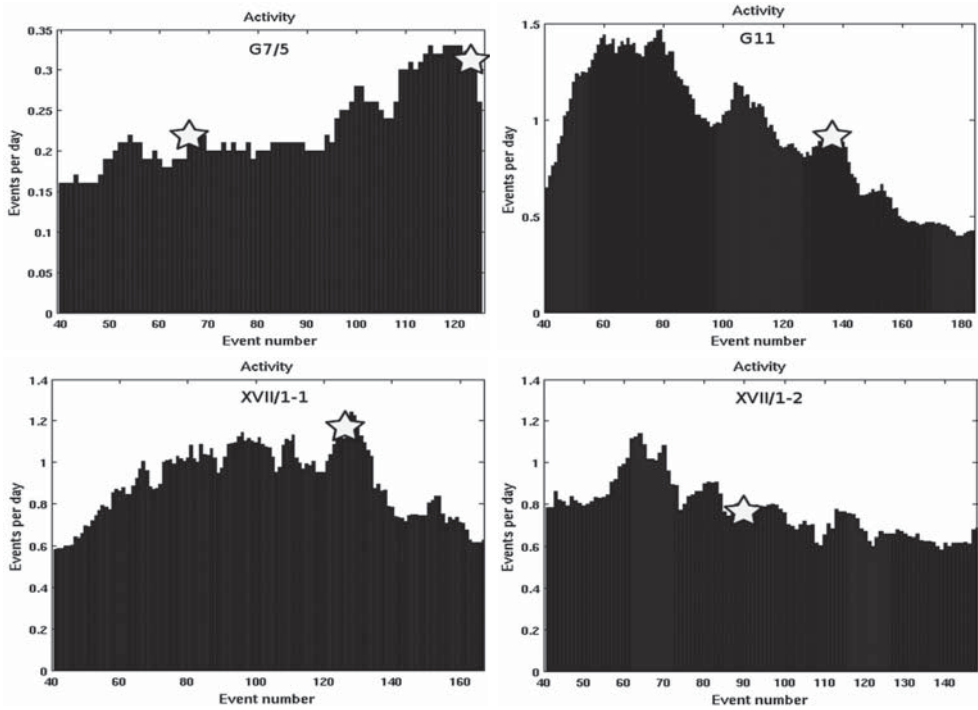 Activity
G7/5
Events per day
0.35
0.3
0.25
0.2
0.15
0.1
0.05
0
40 50 60 70 80 90 100 110 120
Event number
Activity
G11
Events per day
1.5
1
0.5
0
40 60 80 100 120 140 160 180
Event number
Activity
XVII/1-1
Events per day
1.4
1.2
1
0.8
0.6
0.4
0.2
0
40 60 80 100 120 140 160
Event number
Activity
XVII/1-2
Events per day
1.4
1.2
1
0.8
0.6
0.4
0.2
0
40 50 60 70 80 90 100 110 120 130 140
Event number